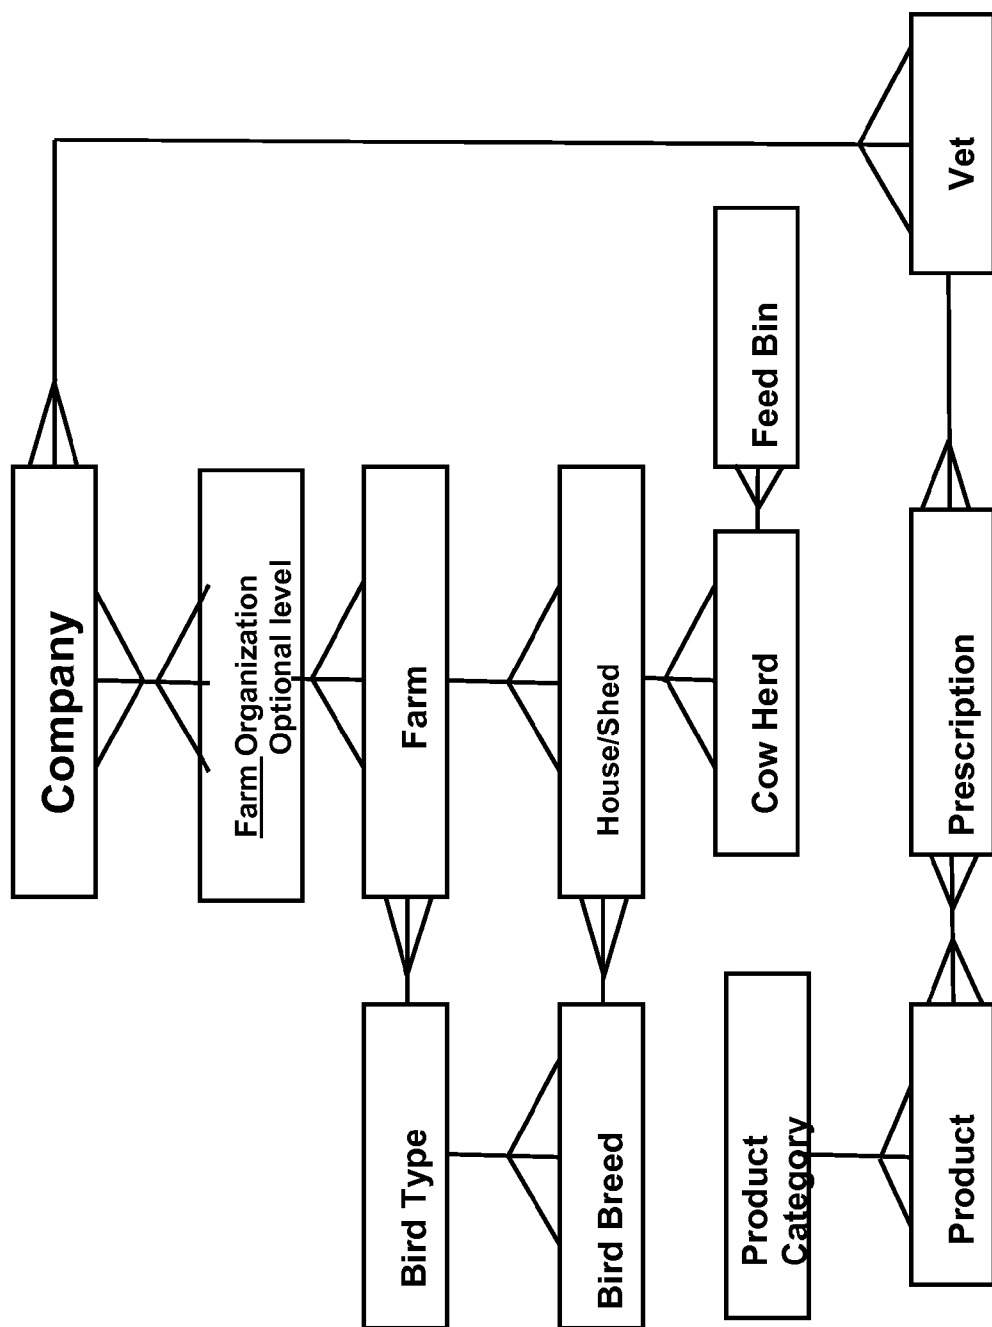 Company
Farm Organization
Optional level
Bird Type
Farm
Bird Breed
House/Shed
Product
Category
Cow Herd
Feed Bin
Product
Prescription
Vet